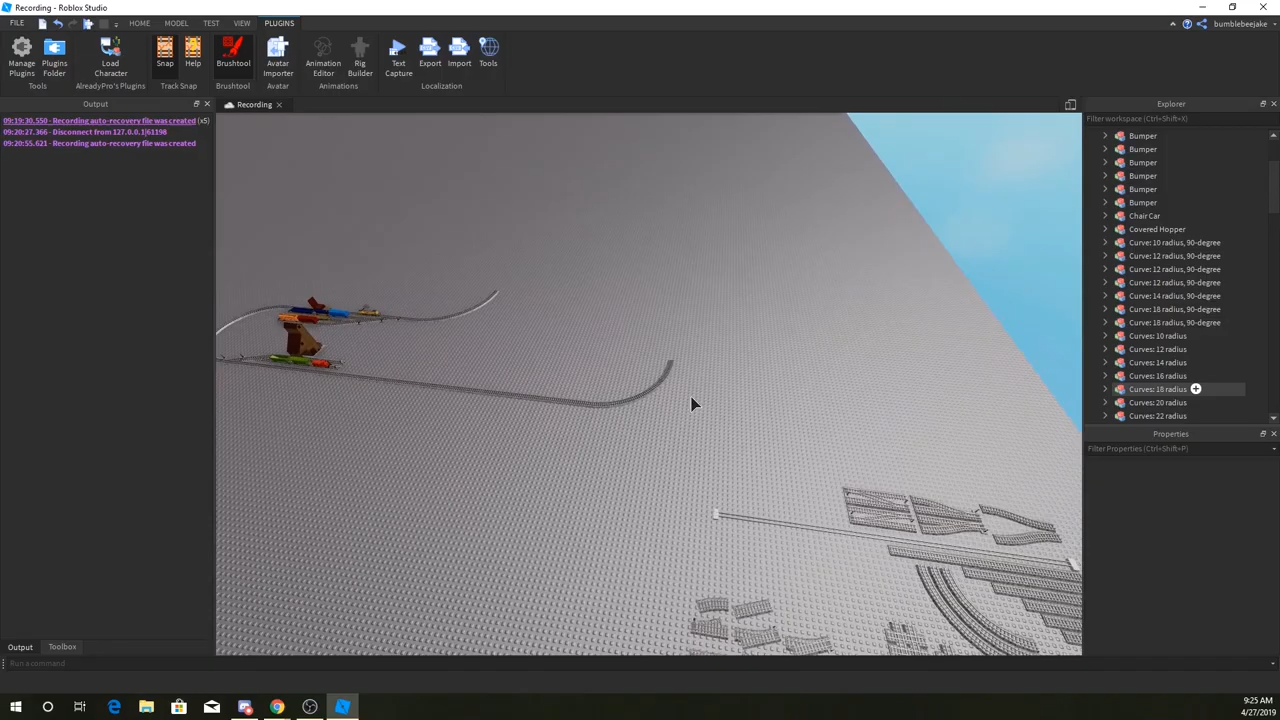 Recording - Roblox Studio
FILE HOME MODEL TEST VIEW PLUGINS bumblebeejake
Manage Plugins
Plugins Folder
Load Character
Snap
Help
Brushtool
Avatar Importer
Animation Editor
Rig Builder
Text Capture
Export
Import
Tools
Tools AlreadyPro's Plugins Track Snap Brushtool Avatar Animations Localization
Output
Recording
Explorer
09:19:30.550 - Recording auto-recovery file was created (x5)
09:20:27.366 - Disconnect from 127.0.0.1|61198
09:20:55.621 - Recording auto-recovery file was created
Filter workspace (Ctrl+Shift+X)
Bumper
Bumper
Bumper
Bumper
Bumper
Bumper
Chair Car
Covered Hopper
Curve: 10 radius, 90-degree
Curve: 12 radius, 90-degree
Curve: 12 radius, 90-degree
Curve: 12 radius, 90-degree
Curve: 14 radius, 90-degree
Curve: 18 radius, 90-degree
Curve: 18 radius, 90-degree
Curves: 10 radius
Curves: 12 radius
Curves: 14 radius
Curves: 16 radius
Curves: 18 radius
Curves: 20 radius
Curves: 22 radius
Properties
Filter Properties (Ctrl+Shift+P)
Output Toolbox
Run a command
9:25 AM
4/27/2019